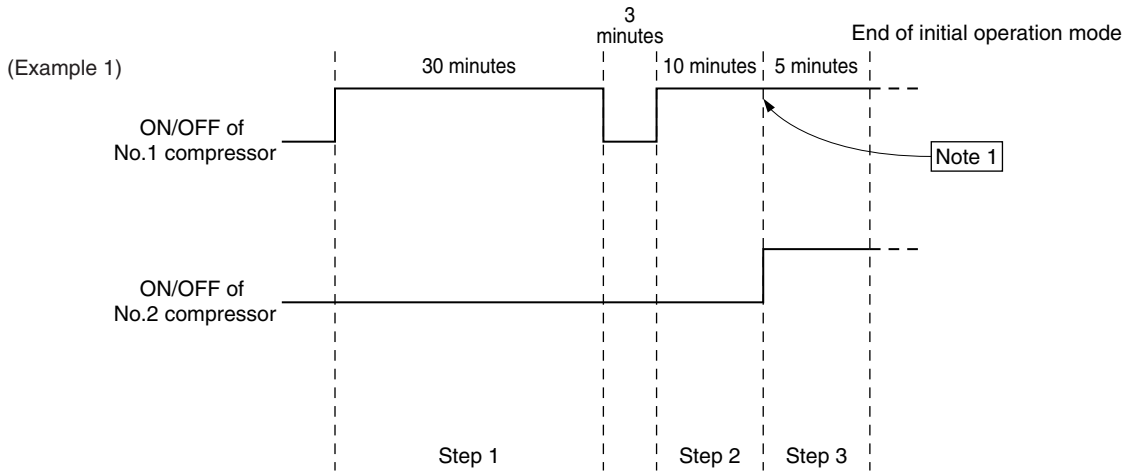 3
minutes
End of initial operation mode
(Example 1)
30 minutes
10 minutes
5 minutes
ON/OFF of
No.1 compressor
Note 1
ON/OFF of
No.2 compressor
Step 1
Step 2
Step 3